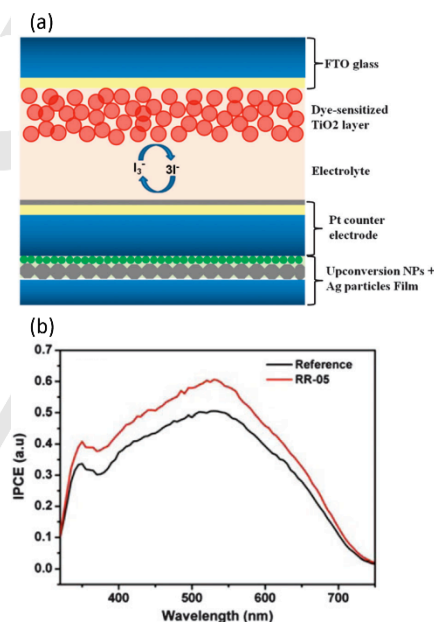 (a)
FTO glass
Dye-sensitized
TiO2 layer
I3- 3I-
Electrolyte
Pt counter
electrode
Upconversion NPs +
Ag particles Film
(b)
0.7
0.6
0.5
0.4
0.3
0.2
0.1
0.0
IPCE (a.u)
Reference
RR-05
400 500 600 700
Wavelength (nm)